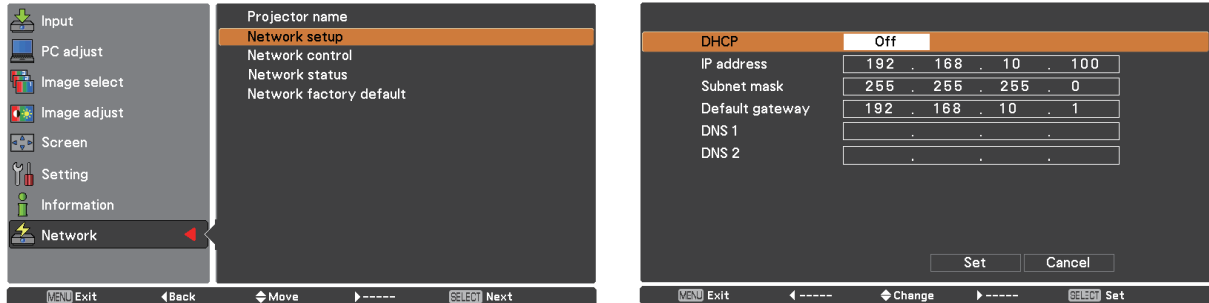 Input
PC adjust
Image select
Image adjust
Screen
Setting
Information
Network
Projector name
Network setup
Network control
Network status
Network factory default
MENU Exit ◀Back Move ▶----- SELECT Next
DHCP Off
IP address 192 . 168 . 10 . 100
Subnet mask 255 . 255 . 255 . 0
Default gateway 192 . 168 . 10 . 1
DNS 1 . . .
DNS 2 . . .
Set Cancel
MENU Exit ◀ ----- Change ▶ ----- SELECT Set